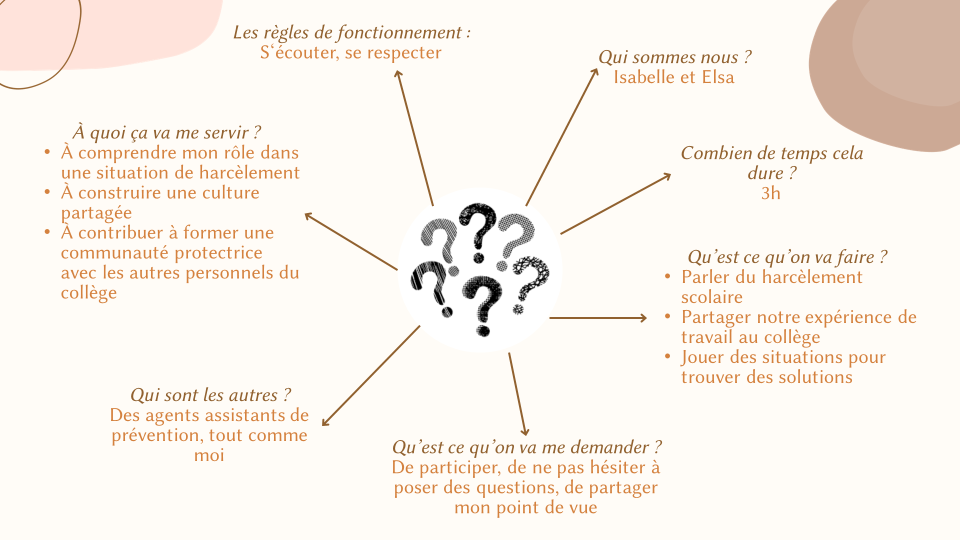 Les règles de fonctionnement :
S‘écouter, se respecter
Qui sommes nous ?
Isabelle et Elsa
À quoi ça va me servir ?
• À comprendre mon rôle dans
une situation de harcèlement
• À construire une culture
partagée
• À contribuer à former une
communauté protectrice
avec les autres personnels du
collège
Combien de temps cela
dure ?
3h
Qu’est ce qu’on va faire ?
• Parler du harcèlement
scolaire
• Partager notre expérience de
travail au collège
• Jouer des situations pour
trouver des solutions
Qui sont les autres ?
Des agents assistants de
prévention, tout comme
moi
Qu’est ce qu’on va me demander ?
De participer, de ne pas hésiter à
poser des questions, de partager
mon point de vue
? ? ?
? ? ?